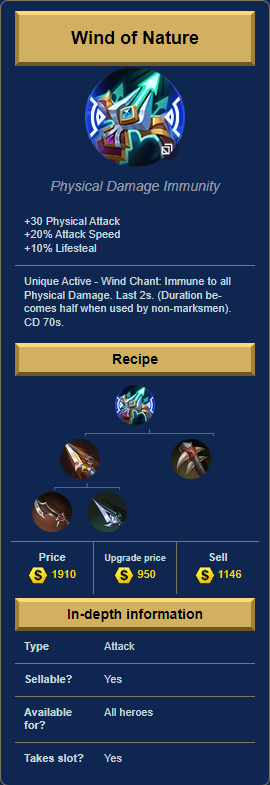 Wind of Nature
Physical Damage Immunity
+30 Physical Attack
+20% Attack Speed
+10% Lifesteal
Unique Active - Wind Chant: Immune to all
Physical Damage. Last 2s. (Duration be-
comes half when used by non-marksmen).
CD 70s.
Recipe
Price
Upgrade price
Sell
1910
950
1146
In-depth information
Type
Attack
Sellable?
Yes
Available
for?
All heroes
Takes slot?
Yes